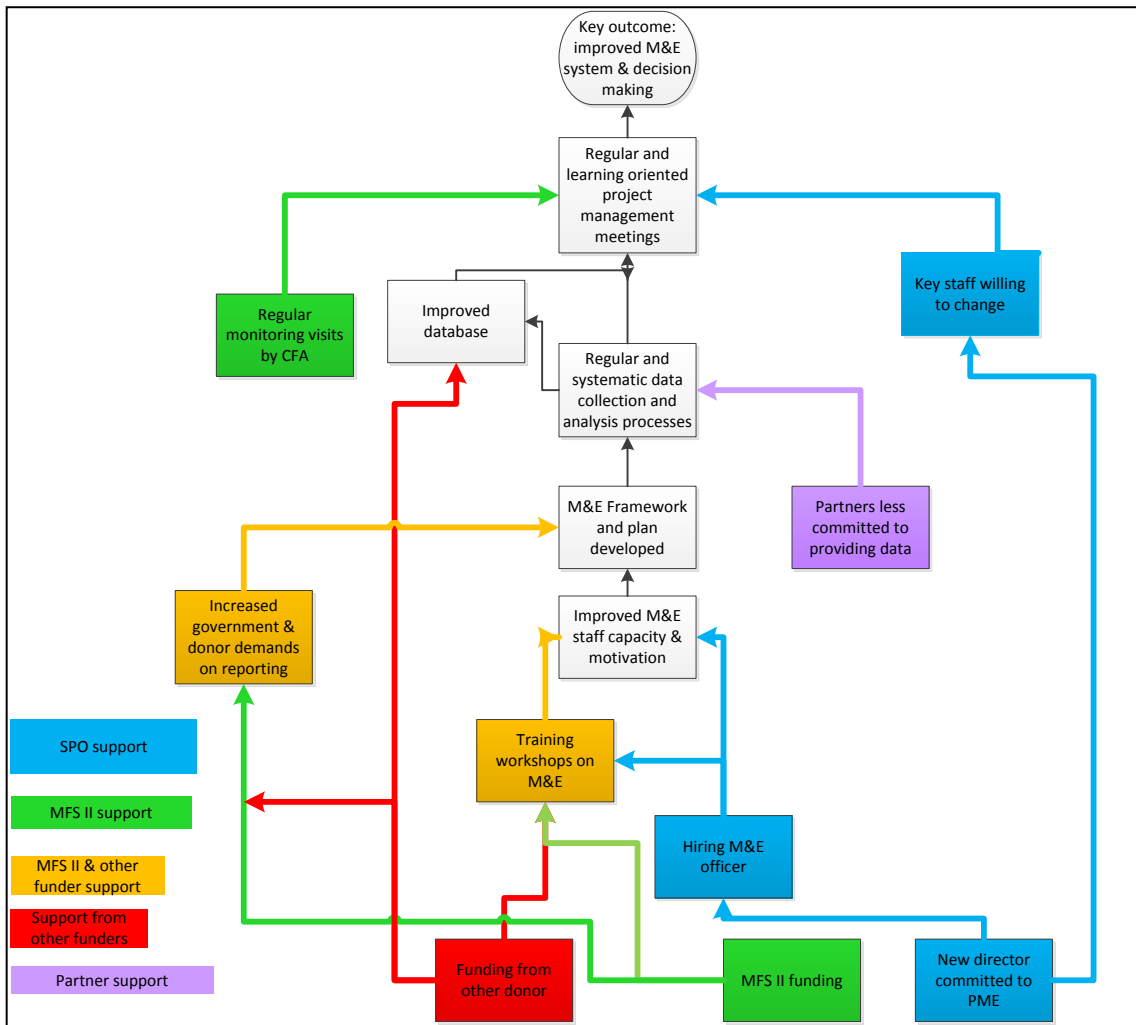 Key outcome:
improved M&E
system & decision
making
Regular and
learning oriented
project
management
meetings
Key staff willing
to change
Improved
database
Regular
monitoring visits
by CFA
Regular and
systematic data
collection and
analysis processes
M&E Framework
and plan
developed
Partners less
committed to
providing data
Increased
government &
donor demands
on reporting
Improved M&E
staff capacity &
motivation
Training
workshops on
M&E
Hiring M&E
officer
SPO support
MFS II support
MFS II & other
funder support
Support from
other funders
Partner support
Funding from
other donor
MFS II funding
New director
committed to
PME